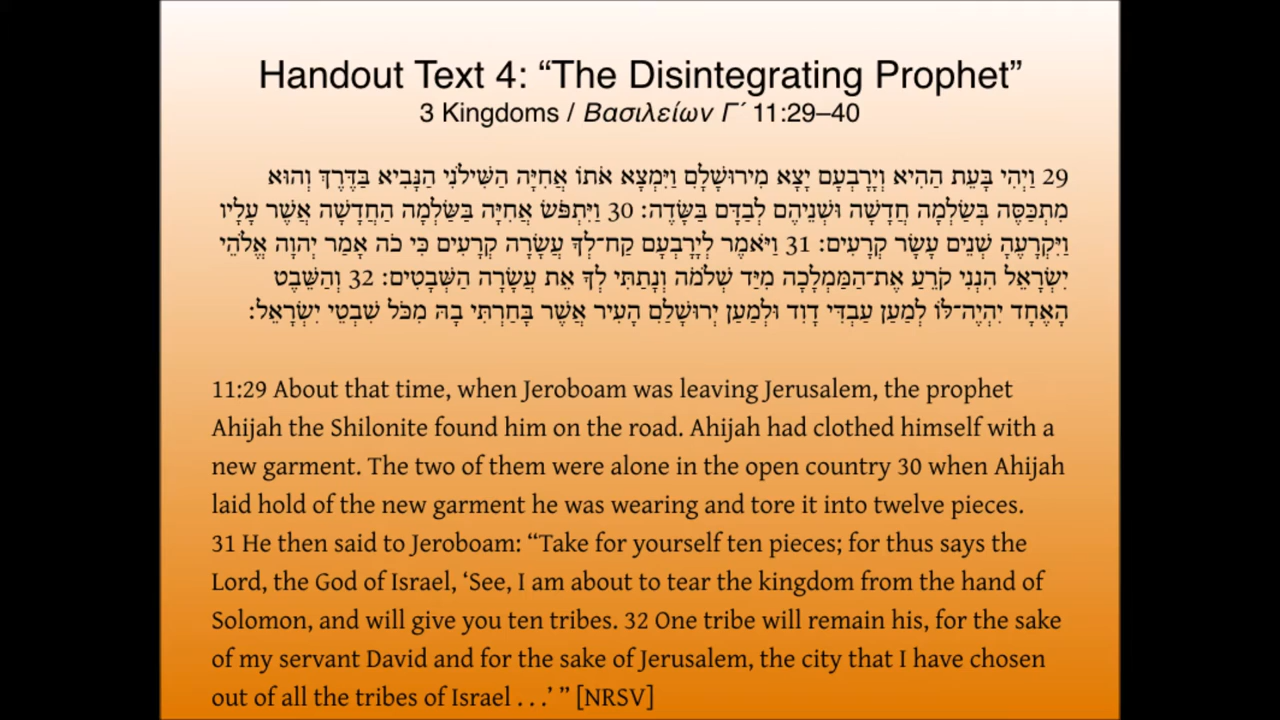 Handout Text 4: “The Disintegrating Prophet”
3 Kingdoms / Βασιλείων Γ´ 11:29–40
29 וַיְהִי בָּעֵת הַהִיא וְיָרָבְעָם יָצָא מִירוּשָׁלִָם וַיִּמְצָא אֹתוֹ אֲחִיָּה הַשִּׁילֹנִי הַנָּבִיא בַּדֶּרֶךְ וְהוּא
מִתְכַּסֶּה בְּשַׂלְמָה חֲדָשָׁה וּשְׁנֵיהֶם לְבַדָּם בַּשָּׂדֶה׃ 30 וַיִּתְפֹּשׂ אֲחִיָּה בַּשַּׂלְמָה הַחֲדָשָׁה אֲשֶׁר עָלָיו
וַיִּקְרָעֶהָ שְׁנֵים עָשָׂר קְרָעִים׃ 31 וַיֹּאמֶר לְיָרָבְעָם קַח־לְךָ עֲשָׂרָה קְרָעִים כִּי כֹה אָמַר יְהוָה אֱלֹהֵי
יִשְׂרָאֵל הִנְנִי קֹרֵעַ אֶת־הַמַּמְלָכָה מִיַּד שְׁלֹמֹה וְנָתַתִּי לְךָ אֵת עֲשָׂרָה הַשְּׁבָטִים׃ 32 וְהַשֵּׁבֶט
הָאֶחָד יִהְיֶה־לּוֹ לְמַעַן עַבְדִּי דָוִד וּלְמַעַן יְרוּשָׁלִַם הָעִיר אֲשֶׁר בָּחַרְתִּי בָהּ מִכֹּל שִׁבְטֵי יִשְׂרָאֵל׃
11:29 About that time, when Jeroboam was leaving Jerusalem, the prophet
Ahijah the Shilonite found him on the road. Ahijah had clothed himself with a
new garment. The two of them were alone in the open country 30 when Ahijah
laid hold of the new garment he was wearing and tore it into twelve pieces.
31 He then said to Jeroboam: “Take for yourself ten pieces; for thus says the
Lord, the God of Israel, ‘See, I am about to tear the kingdom from the hand of
Solomon, and will give you ten tribes. 32 One tribe will remain his, for the sake
of my servant David and for the sake of Jerusalem, the city that I have chosen
out of all the tribes of Israel . . .’ ” [NRSV]